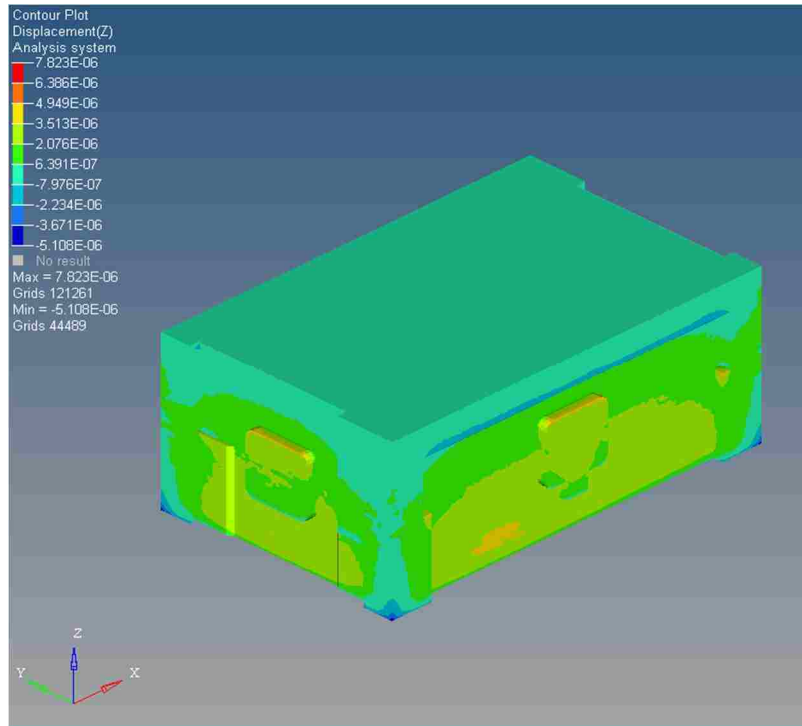 Contour Plot
Displacement(Z)
Analysis system
7.823E-06
6.386E-06
4.949E-06
3.513E-06
2.076E-06
6.391E-07
-7.976E-07
-2.234E-06
-3.671E-06
-5.108E-06
No result
Max = 7.823E-06
Grids 121261
Min = -5.108E-06
Grids 44489
Z
Y
X